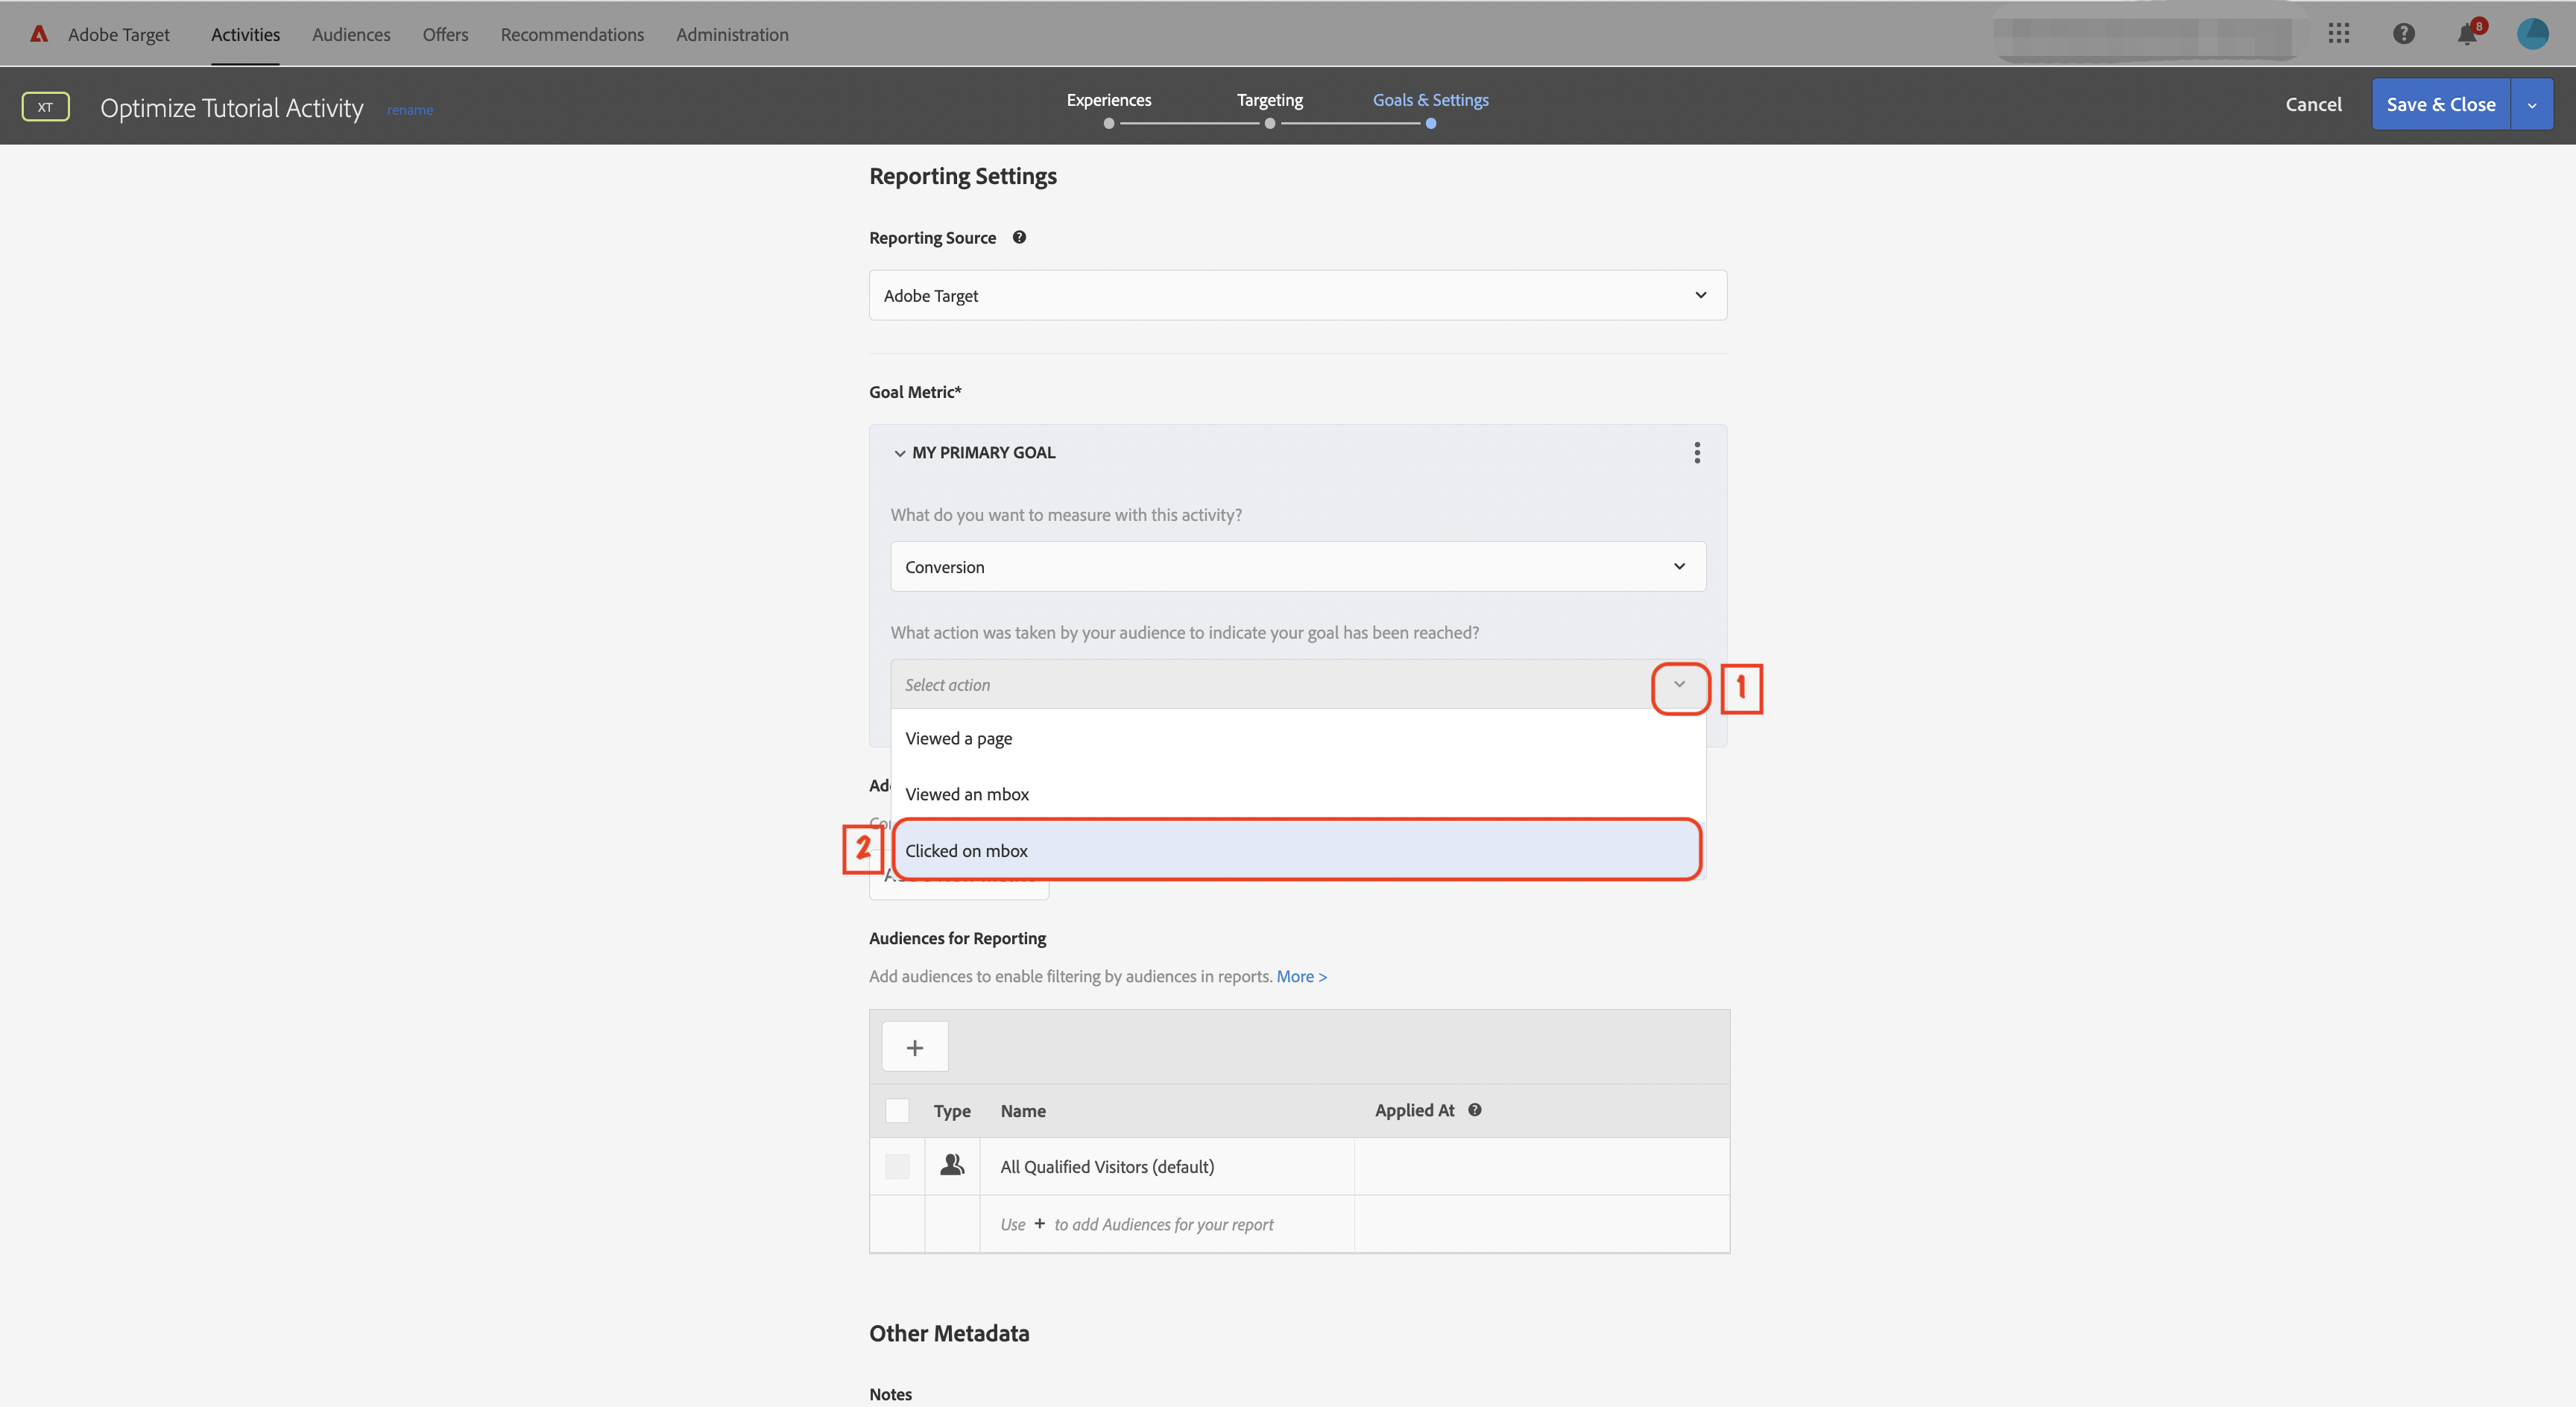 Adobe Target Activities Audiences Offers Recommendations Administration 8
XT Optimize Tutorial Activity rename Experiences Targeting Goals & Settings Cancel Save & Close
Reporting Settings
Reporting Source
Adobe Target
Goal Metric*
MY PRIMARY GOAL
What do you want to measure with this activity?
Conversion
What action was taken by your audience to indicate your goal has been reached?
Select action 1
Viewed a page
Viewed an mbox
2 Clicked on mbox
Audiences for Reporting
Add audiences to enable filtering by audiences in reports. More >
+
Type Name Applied At
All Qualified Visitors (default)
Use + to add Audiences for your report
Other Metadata
Notes